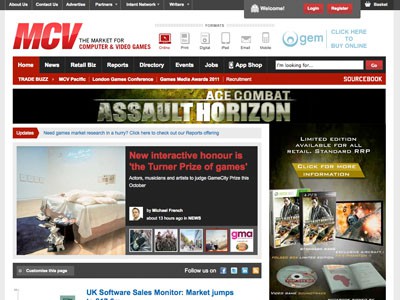 About Us
Advertise
Partners
Intent Network
Writers
Welcome!
Login
Register
MCV
THE MARKET FOR
COMPUTER & VIDEO GAMES
FORMATS
Online
Print
Digital
iPad
Email
Mobile
gem
CLICK HERE
TO BUY ONLINE
Home
News
Retail Biz
Reports
Directory
Events
Jobs
App Shop
I'm looking for...
TRADE BUZZ
MCV Pacific
London Games Conference
Games Media Awards 2011
Recruitment
SOURCEBOOK
ACE COMBAT
ASSAULT HORIZON
Updates
Need games market research in a hurry? Click here to check out our Reports offering
New interactive honour is
'the Turner Prize of games'
Actors, musicians and artists to judge GameCity Prize this
October
by Michael French
about 13 hours ago in NEWS
gma
LIMITED EDITION
AVAILABLE FOR ALL
RETAIL. STANDARD RRP
CLICK FOR MORE
Customise this page
Follow us on
UK Software Sales Monitor: Market jumps